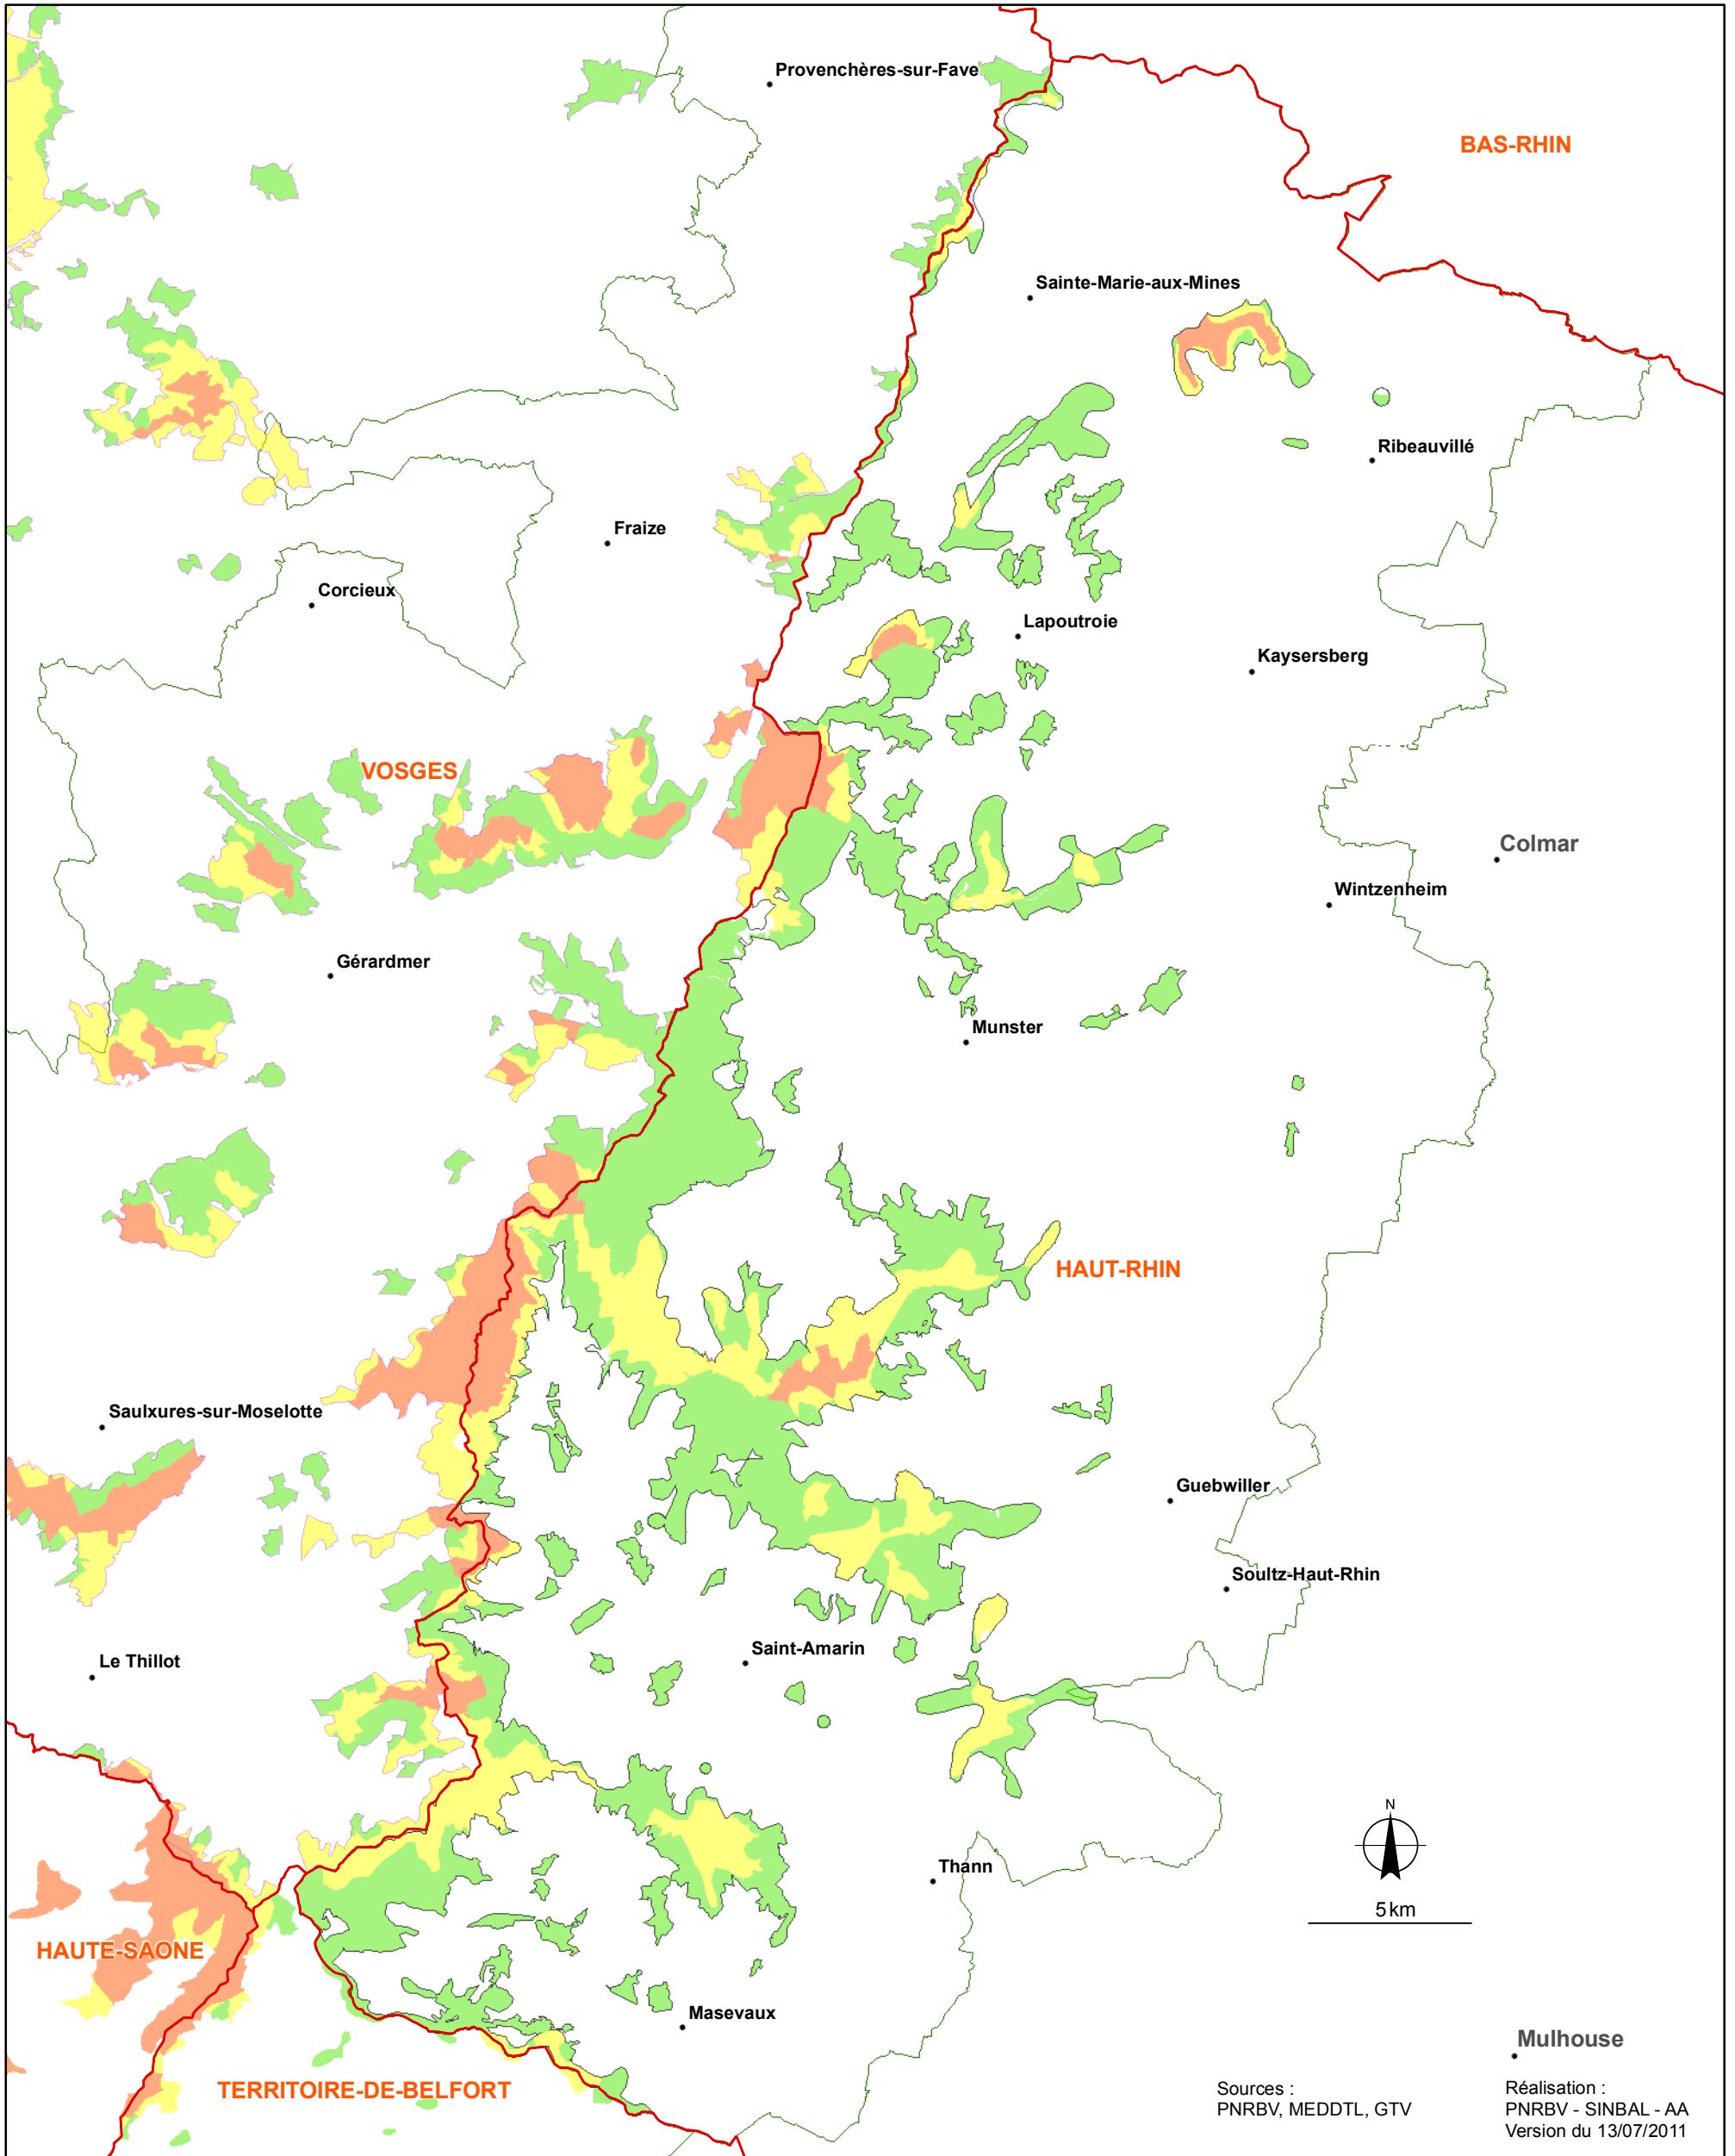 Provenchères-sur-Fave
BAS-RHIN
Sainte-Marie-aux-Mines
Ribeauvillé
Fraize
Corcieux
Lapoutroie
Kaysersberg
VOSGES
Colmar
Wintzenheim
Gérardmer
Munster
HAUT-RHIN
Saulxures-sur-Moselotte
Guebwiller
Soultz-Haut-Rhin
Saint-Amarin
Le Thillot
N
Thann
5 km
HAUTE-SAONE
Masevaux
Mulhouse
TERRITOIRE-DE-BELFORT
Sources :
PNRBV, MEDDTL, GTV
Réalisation :
PNRBV - SINBAL - AA
Version du 13/07/2011